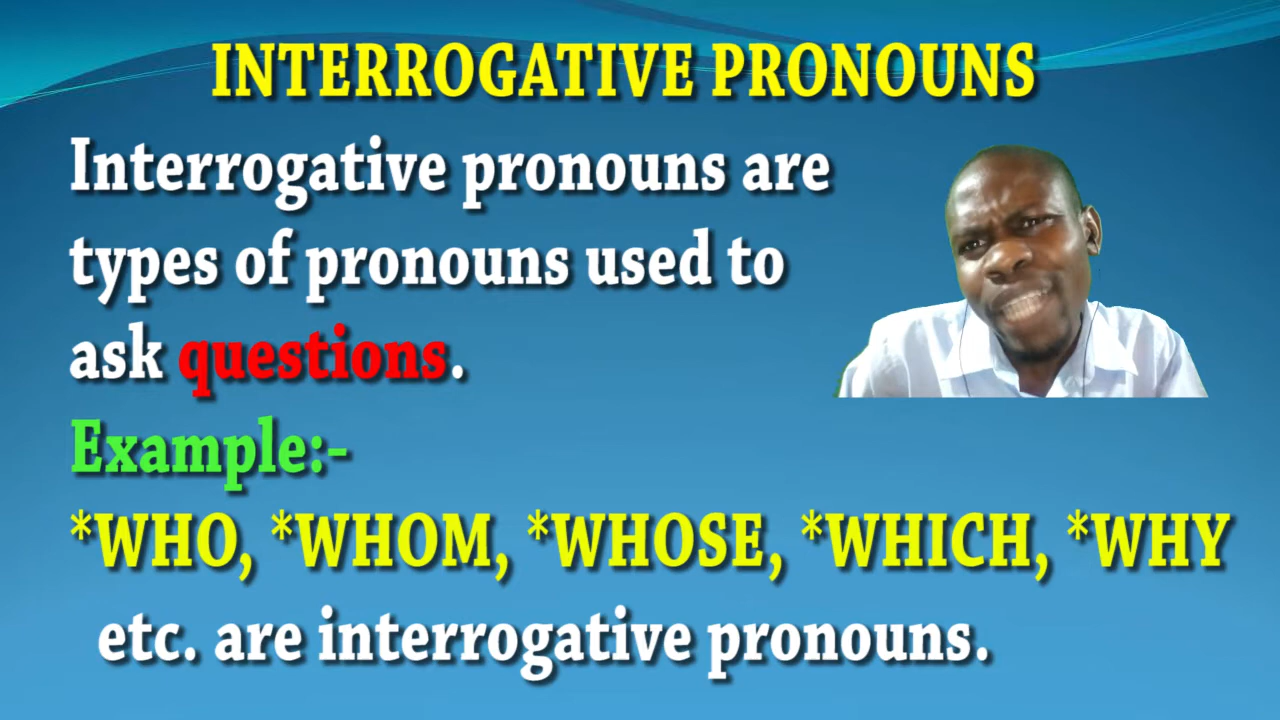 INTERROGATIVE PRONOUNS
Interrogative pronouns are
types of pronouns used to
ask questions.
Example:-
*WHO, *WHOM, *WHOSE, *WHICH, *WHY
etc. are interrogative pronouns.